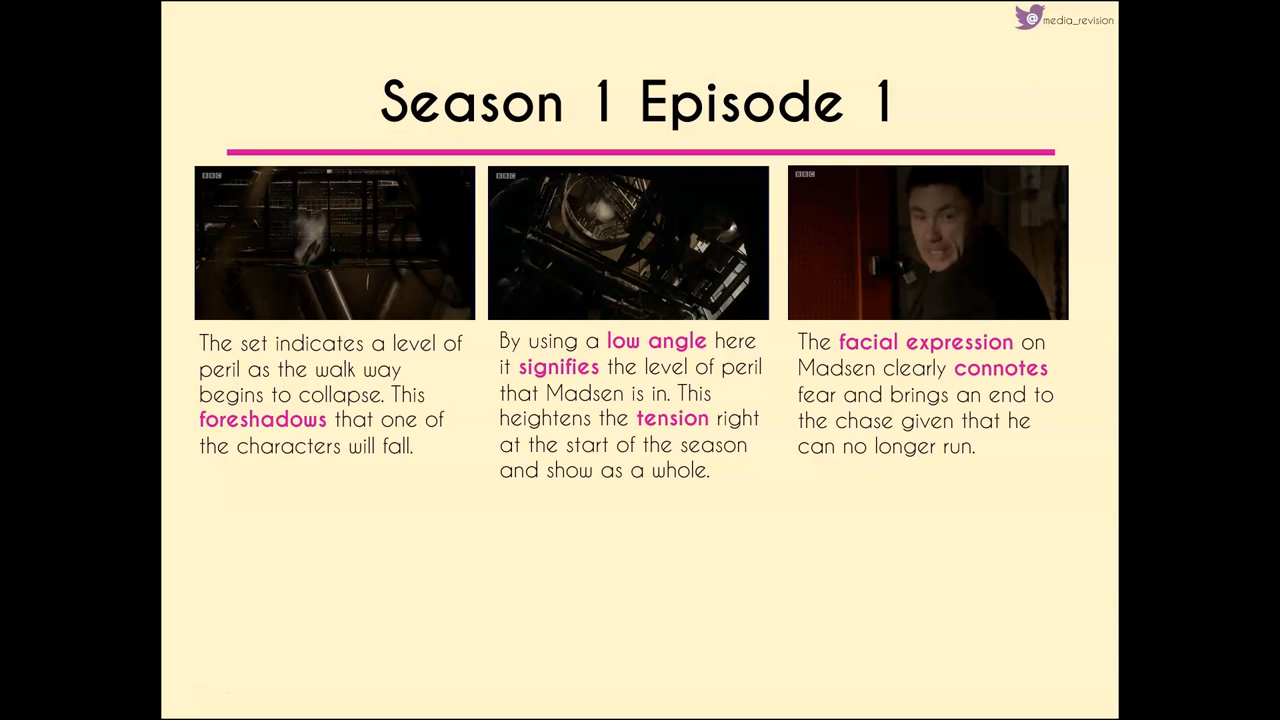 @media_revision
Season 1 Episode 1
BBC
BBC
BBC
The set indicates a level of
peril as the walk way
begins to collapse. This
foreshadows that one of
the characters will fall.
By using a low angle here
it signifies the level of peril
that Madsen is in. This
heightens the tension right
at the start of the season
and show as a whole.
The facial expression on
Madsen clearly connotes
fear and brings an end to
the chase given that he
can no longer run.